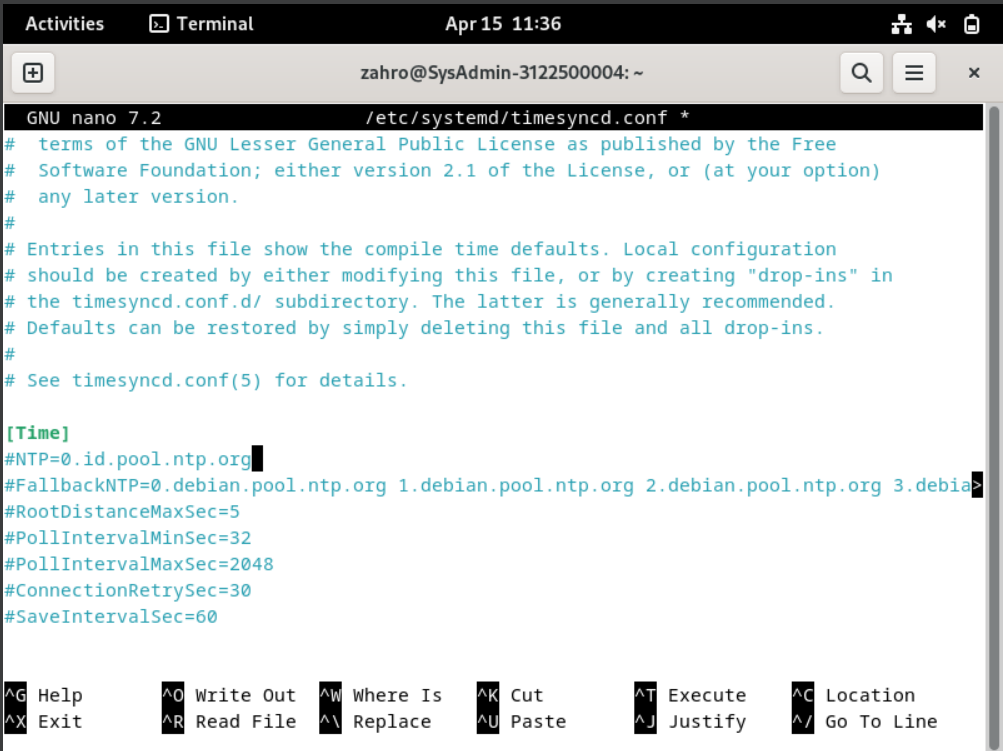 Activities Terminal Apr 15 11:36
zahro@SysAdmin-3122500004: ~
GNU nano 7.2 /etc/systemd/timesyncd.conf *
#  terms of the GNU Lesser General Public License as published by the Free
#  Software Foundation; either version 2.1 of the License, or (at your option)
#  any later version.
#
# Entries in this file show the compile time defaults. Local configuration
# should be created by either modifying this file, or by creating "drop-ins" in
# the timesyncd.conf.d/ subdirectory. The latter is generally recommended.
# Defaults can be restored by simply deleting this file and all drop-ins.
#
# See timesyncd.conf(5) for details.
[Time]
#NTP=0.id.pool.ntp.org
#FallbackNTP=0.debian.pool.ntp.org 1.debian.pool.ntp.org 2.debian.pool.ntp.org 3.debia>
#RootDistanceMaxSec=5
#PollIntervalMinSec=32
#PollIntervalMaxSec=2048
#ConnectionRetrySec=30
#SaveIntervalSec=60
^G Help ^O Write Out ^W Where Is ^K Cut ^T Execute ^C Location
^X Exit ^R Read File ^\ Replace ^U Paste ^J Justify ^/ Go To Line